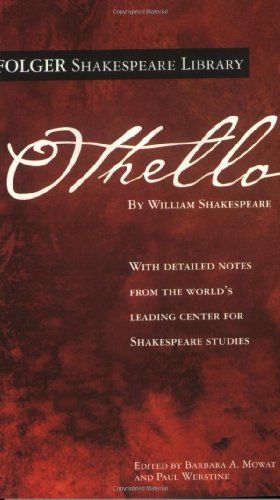 FOLGER SHAKESPEARE LIBRARY
Othello
BY WILLIAM SHAKESPEARE
WITH DETAILED NOTES
FROM THE WORLD'S
LEADING CENTER FOR
SHAKESPEARE STUDIES
EDITED BY BARBARA A. MOWAT
AND PAUL WERSTINE